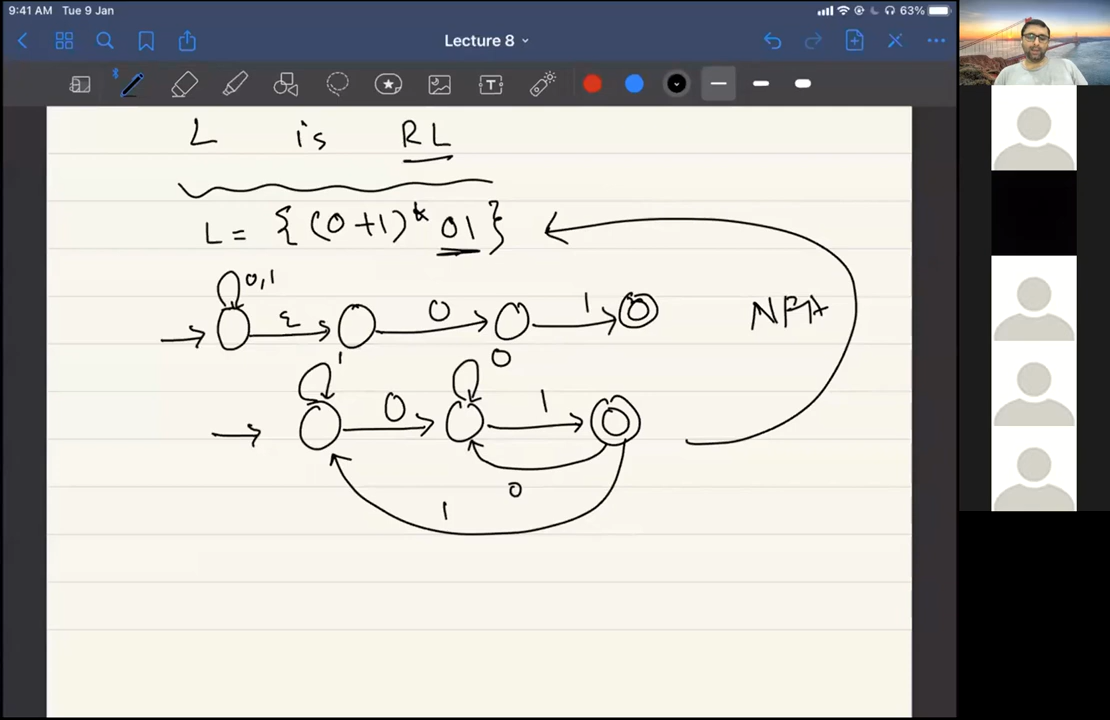 9:41 AM Tue 9 Jan 63%
Lecture 8
T
L is RL
L = {(0+1)* 01}
0,1
ε 0 1 NFA
1 0
0 1
0
1